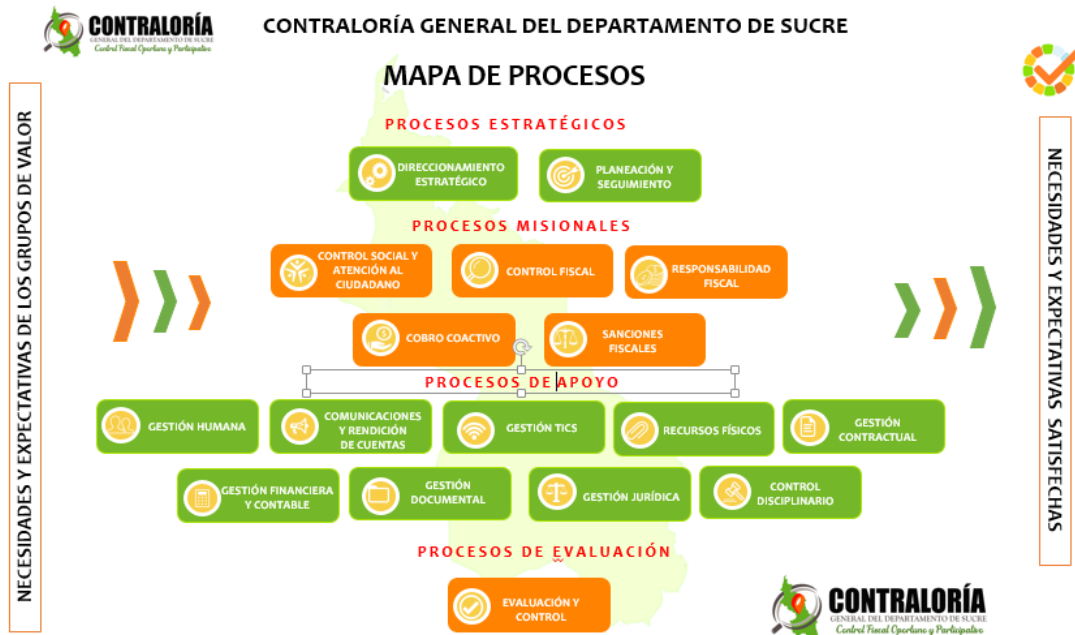 CONTRALORÍA
GENERAL DEL DEPARTAMENTO DE SUCRE
Control Fiscal Oportuno y Participativo
CONTRALORÍA GENERAL DEL DEPARTAMENTO DE SUCRE
MAPA DE PROCESOS
NECESIDADES Y EXPECTATIVAS DE LOS GRUPOS DE VALOR
PROCESOS ESTRATÉGICOS
DIRECCIONAMIENTO
ESTRATÉGICO
PLANEACIÓN Y
SEGUIMIENTO
PROCESOS MISIONALES
CONTROL SOCIAL Y
ATENCIÓN AL
CIUDADANO
CONTROL FISCAL
RESPONSABILIDAD
FISCAL
COBRO COACTIVO
SANCIONES
FISCALES
PROCESOS DE APOYO
GESTIÓN HUMANA
COMUNICACIONES
Y RENDICIÓN
DE CUENTAS
GESTIÓN TICS
RECURSOS FÍSICOS
GESTIÓN
CONTRACTUAL
GESTIÓN FINANCIERA
Y CONTABLE
GESTIÓN
DOCUMENTAL
GESTIÓN JURÍDICA
CONTROL
DISCIPLINARIO
PROCESOS DE EVALUACIÓN
EVALUACIÓN Y
CONTROL
NECESIDADES Y EXPECTATIVAS SATISFECHAS
CONTRALORÍA
GENERAL DEL DEPARTAMENTO DE SUCRE
Control Fiscal Oportuno y Participativo